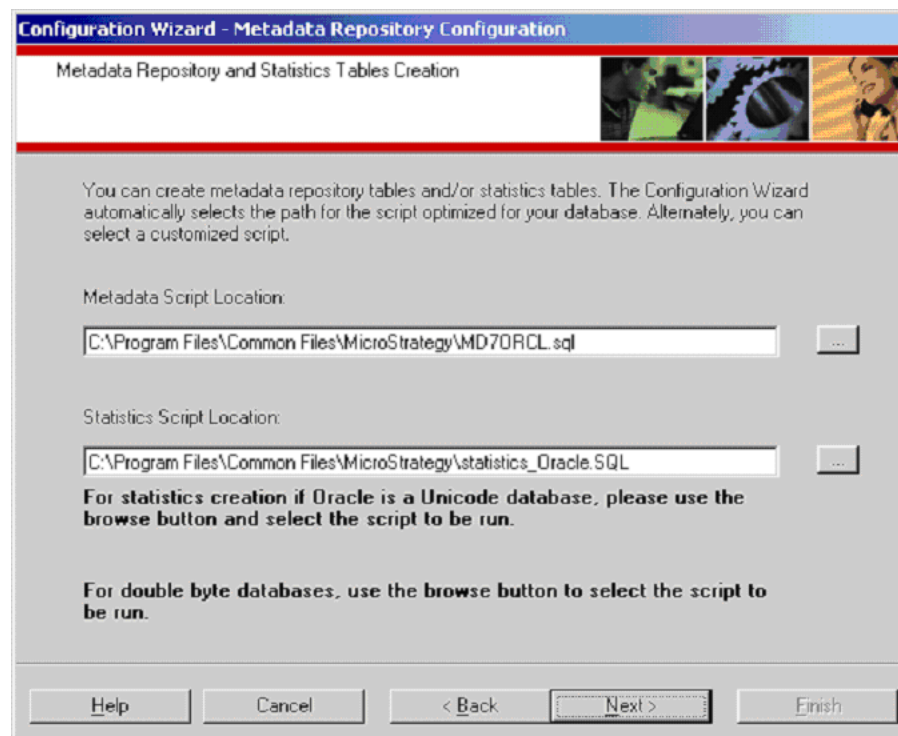 Configuration Wizard - Metadata Repository Configuration
Metadata Repository and Statistics Tables Creation
You can create metadata repository tables and/or statistics tables. The Configuration Wizard
automatically selects the path for the script optimized for your database. Alternately, you can
select a customized script.
Metadata Script Location:
C:\Program Files\Common Files\MicroStrategy\MD7ORCL.sql
...
Statistics Script Location:
C:\Program Files\Common Files\MicroStrategy\statistics_Oracle.SQL
...
For statistics creation if Oracle is a Unicode database, please use the
browse button and select the script to be run.
For double byte databases, use the browse button to select the script to
be run.
Help
Cancel
< Back
Next >
Finish